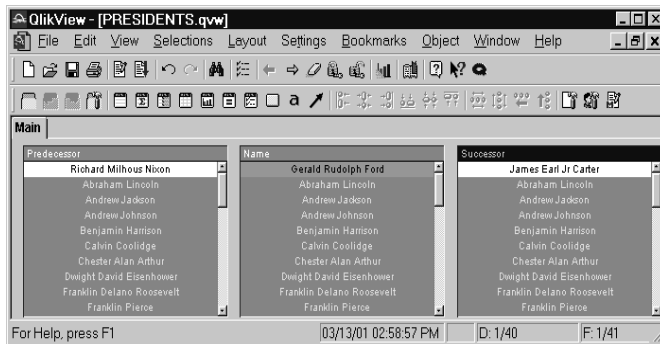 QlikView - [PRESIDENTS.qvw]
File Edit View Selections Layout Settings Bookmarks Object Window Help
a
Main
Predecessor Name Successor
Richard Milhous Nixon Gerald Rudolph Ford James Earl Jr Carter
Abraham Lincoln Abraham Lincoln Abraham Lincoln
Andrew Jackson Andrew Jackson Andrew Jackson
Andrew Johnson Andrew Johnson Andrew Johnson
Benjamin Harrison Benjamin Harrison Benjamin Harrison
Calvin Coolidge Calvin Coolidge Calvin Coolidge
Chester Alan Arthur Chester Alan Arthur Chester Alan Arthur
Dwight David Eisenhower Dwight David Eisenhower Dwight David Eisenhower
Franklin Delano Roosevelt Franklin Delano Roosevelt Franklin Delano Roosevelt
Franklin Pierce Franklin Pierce Franklin Pierce
For Help, press F1 03/13/01 02:58:57 PM D: 1/40 F: 1/41